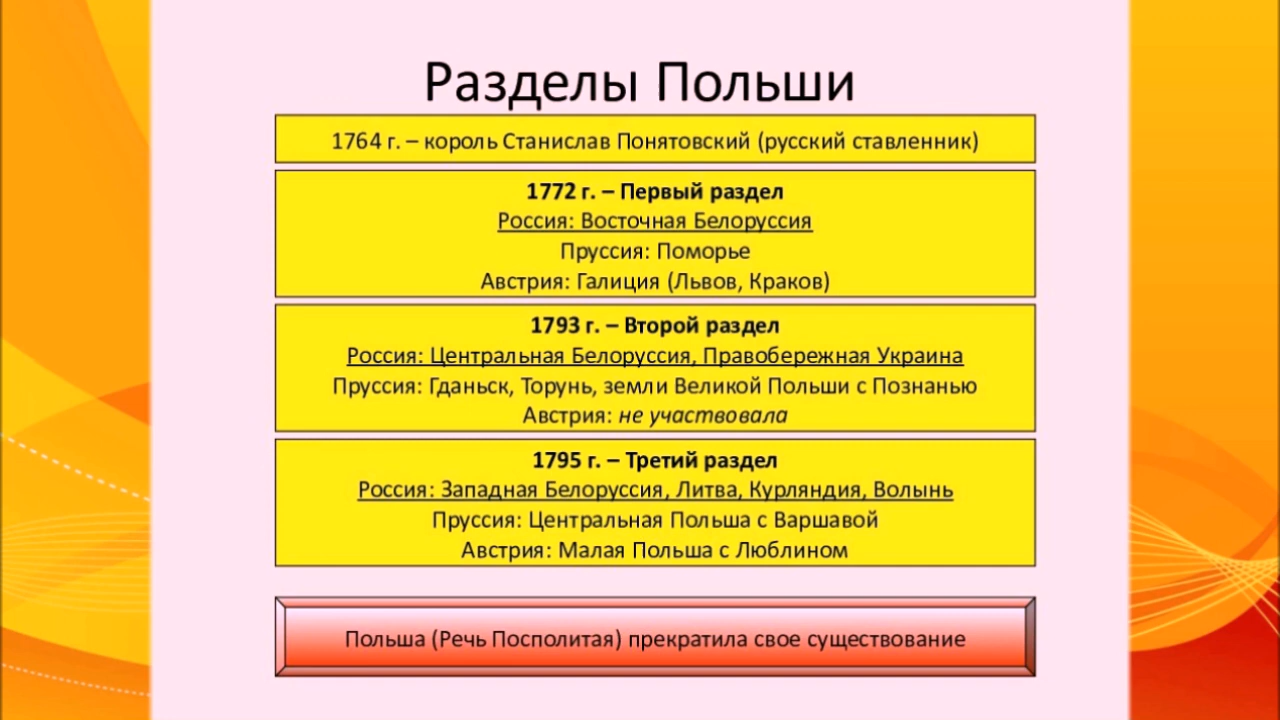 Разделы Польши
1764 г. – король Станислав Понятовский (русский ставленник)
1772 г. – Первый раздел
Россия: Восточная Белоруссия
Пруссия: Поморье
Австрия: Галиция (Львов, Краков)
1793 г. – Второй раздел
Россия: Центральная Белоруссия, Правобережная Украина
Пруссия: Гданьск, Торунь, земли Великой Польши с Познанью
Австрия: не участвовала
1795 г. – Третий раздел
Россия: Западная Белоруссия, Литва, Курляндия, Волынь
Пруссия: Центральная Польша с Варшавой
Австрия: Малая Польша с Люблином
Польша (Речь Посполитая) прекратила свое существование